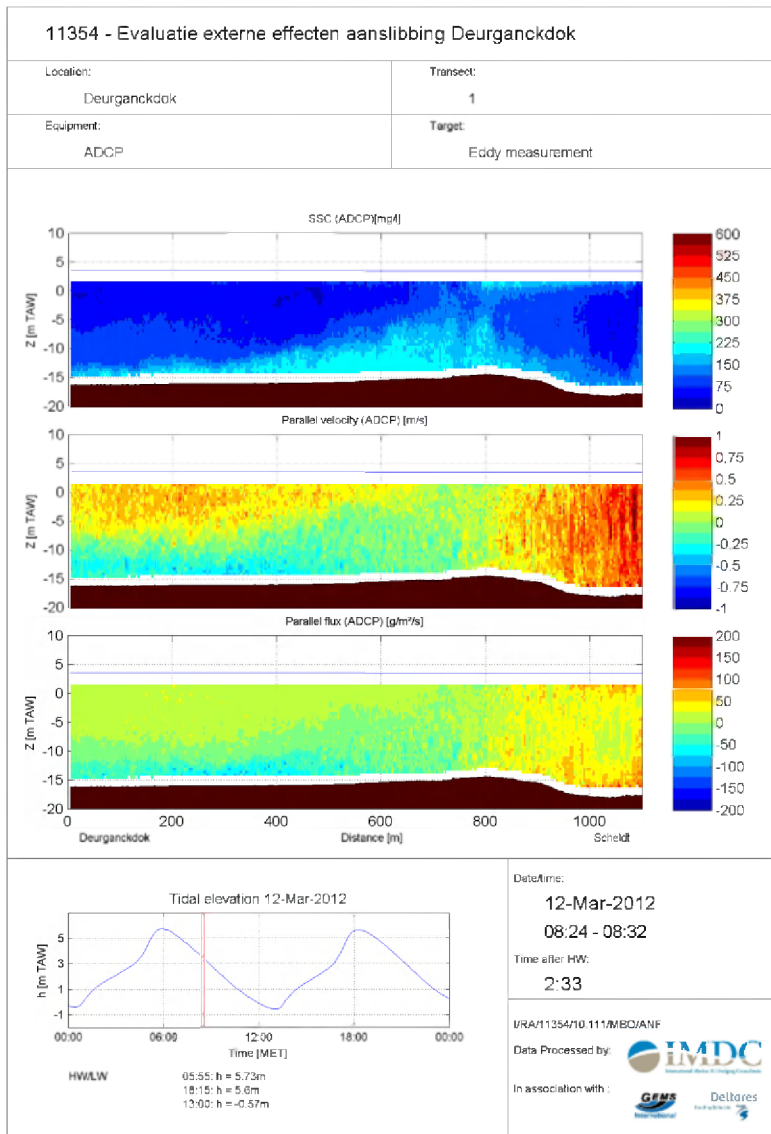 11354 - Evaluatie externe effecten aanslibbing Deurganckdok
Location:
Transect:
Deurganckdok
1
Equipment:
Target:
ADCP
Eddy measurement
SSC (ADCP)[mg/l]
10
5
0
-5
-10
-15
-20
Z [m TAW]
600
525
450
375
300
225
150
75
0
Parallel velocity (ADCP) [m/s]
10
5
0
-5
-10
-15
-20
Z [m TAW]
1
0.75
0.5
0.25
0
-0.25
-0.5
-0.75
-1
Parallel flux (ADCP) [g/m²/s]
10
5
0
-5
-10
-15
-20
Z [m TAW]
200
150
100
50
0
-50
-100
-150
-200
0 200 400 600 800 1000
Deurganckdok Distance [m] Scheldt
Tidal elevation 12-Mar-2012
5
3
1
-1
h [m TAW]
00:00 06:00 12:00 18:00 00:00
Time [MET]
HW/LW
05:55: h = 5.73m
18:15: h = 5.6m
13:00: h = -0.57m
Date/time:
12-Mar-2012
08:24 - 08:32
Time after HW:
2:33
I/RA/11354/10.111/MBO/ANF
Data Processed by:
IMDC
International Marine & Dredging Consultants
In association with :
GEMS
International
Deltares